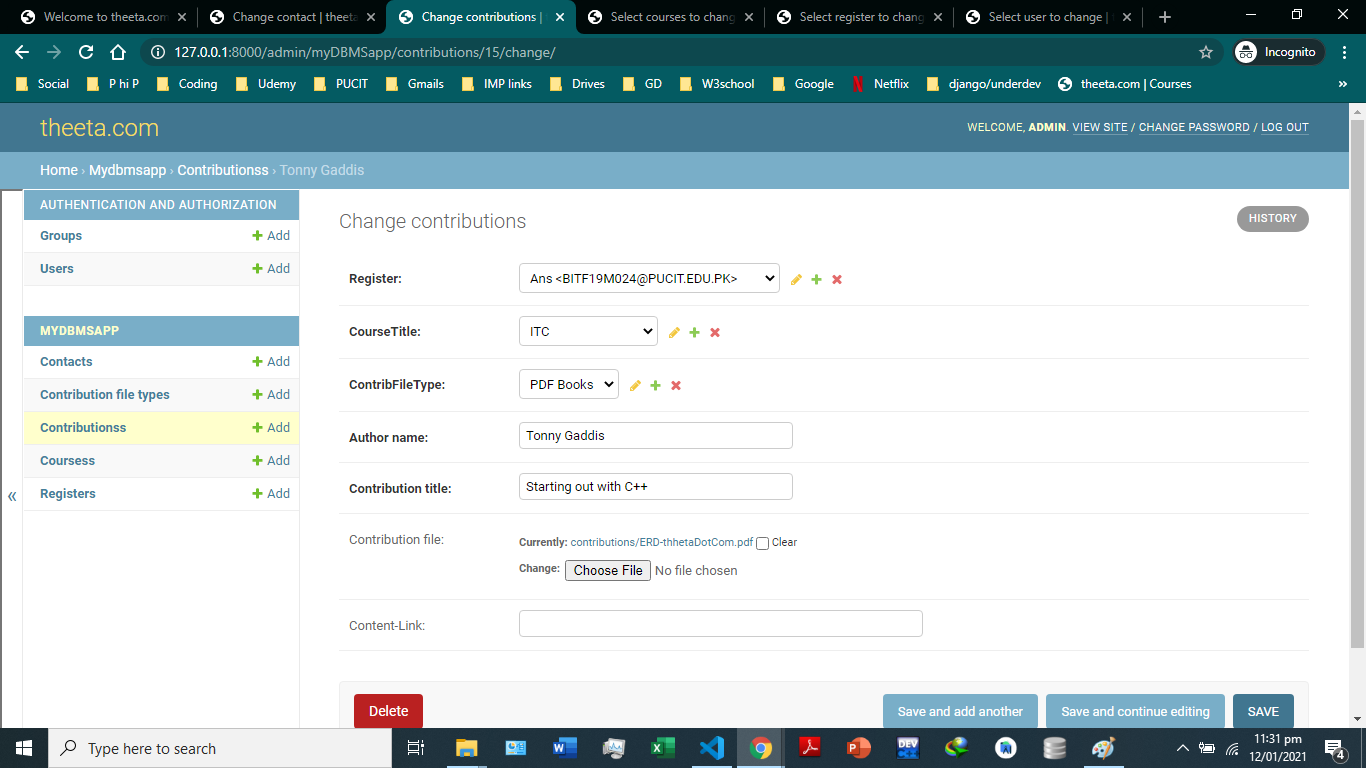 Welcome to theeta.com
Change contact | theeta
Change contributions |
Select courses to chang
Select register to chang
Select user to change |
127.0.0.1:8000/admin/myDBMSapp/contributions/15/change/
Incognito
Social
P hi P
Coding
Udemy
PUCIT
Gmails
IMP links
Drives
GD
W3school
Google
Netflix
django/underdev
theeta.com | Courses
»
theeta.com
WELCOME, ADMIN. VIEW SITE / CHANGE PASSWORD / LOG OUT
Home › Mydbmsapp › Contributionss › Tonny Gaddis
AUTHENTICATION AND AUTHORIZATION
Groups + Add
Users + Add
MYDBMSAPP
Contacts + Add
Contribution file types + Add
Contributionss + Add
Coursess + Add
Registers + Add
«
Change contributions
HISTORY
Register: Ans <BITF19M024@PUCIT.EDU.PK>
CourseTitle: ITC
ContribFileType: PDF Books
Author name: Tonny Gaddis
Contribution title: Starting out with C++
Contribution file: Currently: contributions/ERD-thhetaDotCom.pdf Clear
Change: Choose File No file chosen
Content-Link:
Delete
Save and add another
Save and continue editing
SAVE
Type here to search
DEV
11:31 pm
12/01/2021
4